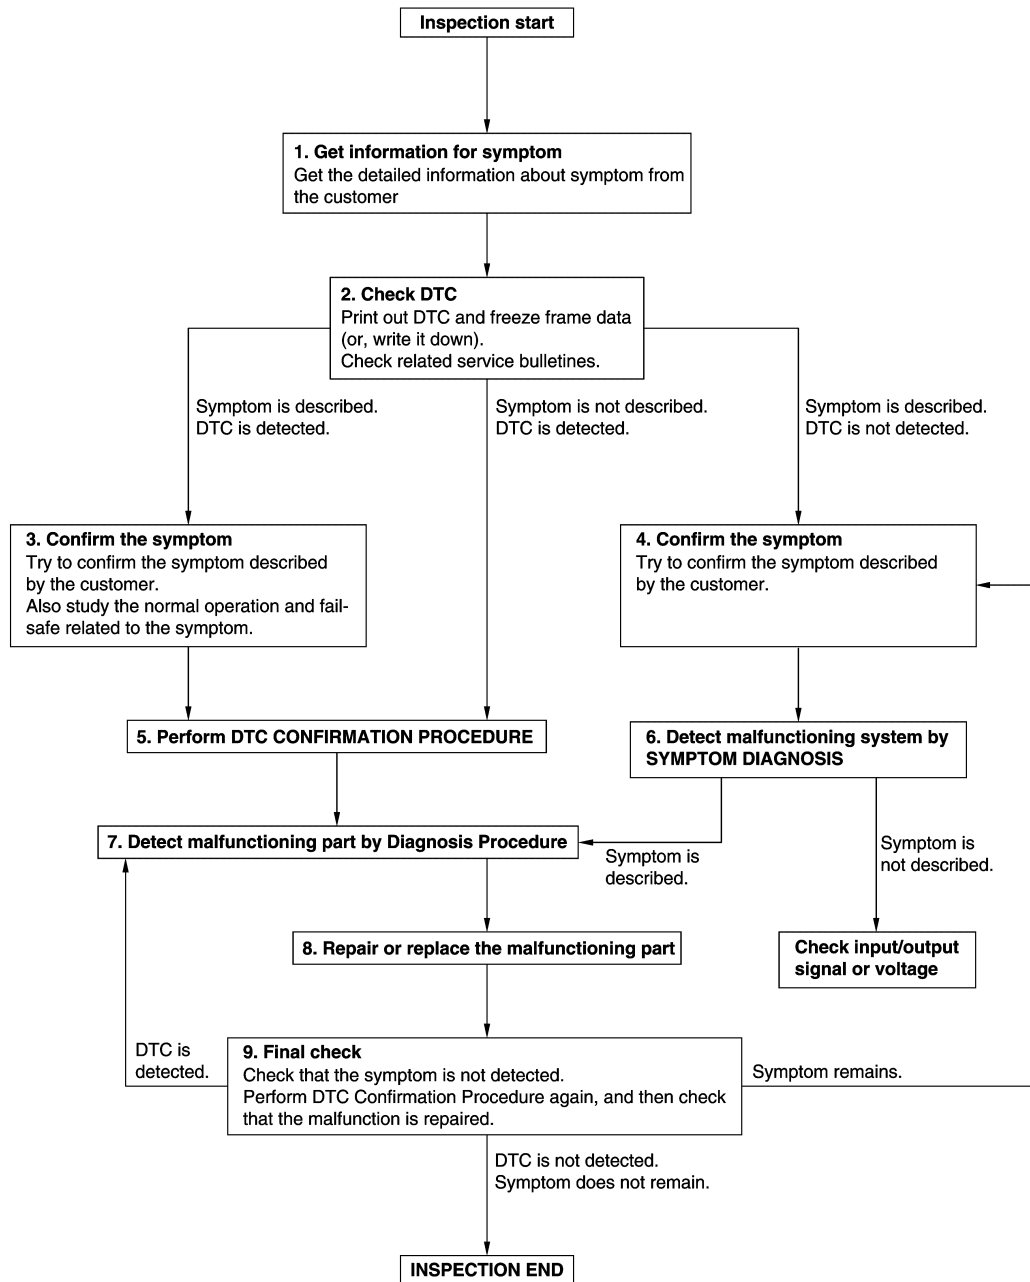 Inspection start
1. Get information for symptom
Get the detailed information about symptom from
the customer
2. Check DTC
Print out DTC and freeze frame data
(or, write it down).
Check related service bulletines.
Symptom is described.
DTC is detected.
Symptom is not described.
DTC is detected.
Symptom is described.
DTC is not detected.
3. Confirm the symptom
Try to confirm the symptom described
by the customer.
Also study the normal operation and fail-
safe related to the symptom.
4. Confirm the symptom
Try to confirm the symptom described
by the customer.
5. Perform DTC CONFIRMATION PROCEDURE
6. Detect malfunctioning system by
SYMPTOM DIAGNOSIS
7. Detect malfunctioning part by Diagnosis Procedure
Symptom is
described.
Symptom is
not described.
8. Repair or replace the malfunctioning part
Check input/output
signal or voltage
DTC is
detected.
9. Final check
Check that the symptom is not detected.
Perform DTC Confirmation Procedure again, and then check
that the malfunction is repaired.
Symptom remains.
DTC is not detected.
Symptom does not remain.
INSPECTION END